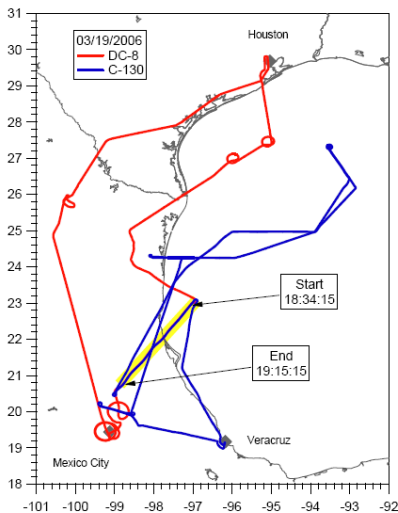 31
30
29
28
27
26
25
24
23
22
21
20
19
18
03/19/2006
DC-8
C-130
Houston
Start
18:34:15
End
19:15:15
Veracruz
Mexico City
-101 -100 -99 -98 -97 -96 -95 -94 -93 -92